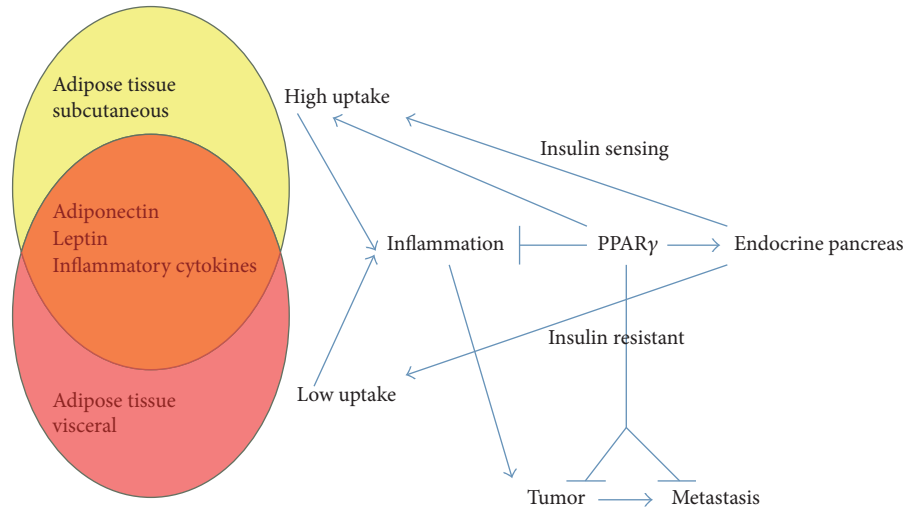 Adipose tissue
subcutaneous
High uptake
Insulin sensing
Adiponectin
Leptin
Inflammatory cytokines
Inflammation
PPARγ
Endocrine pancreas
Insulin resistant
Low uptake
Adipose tissue
visceral
Tumor
Metastasis